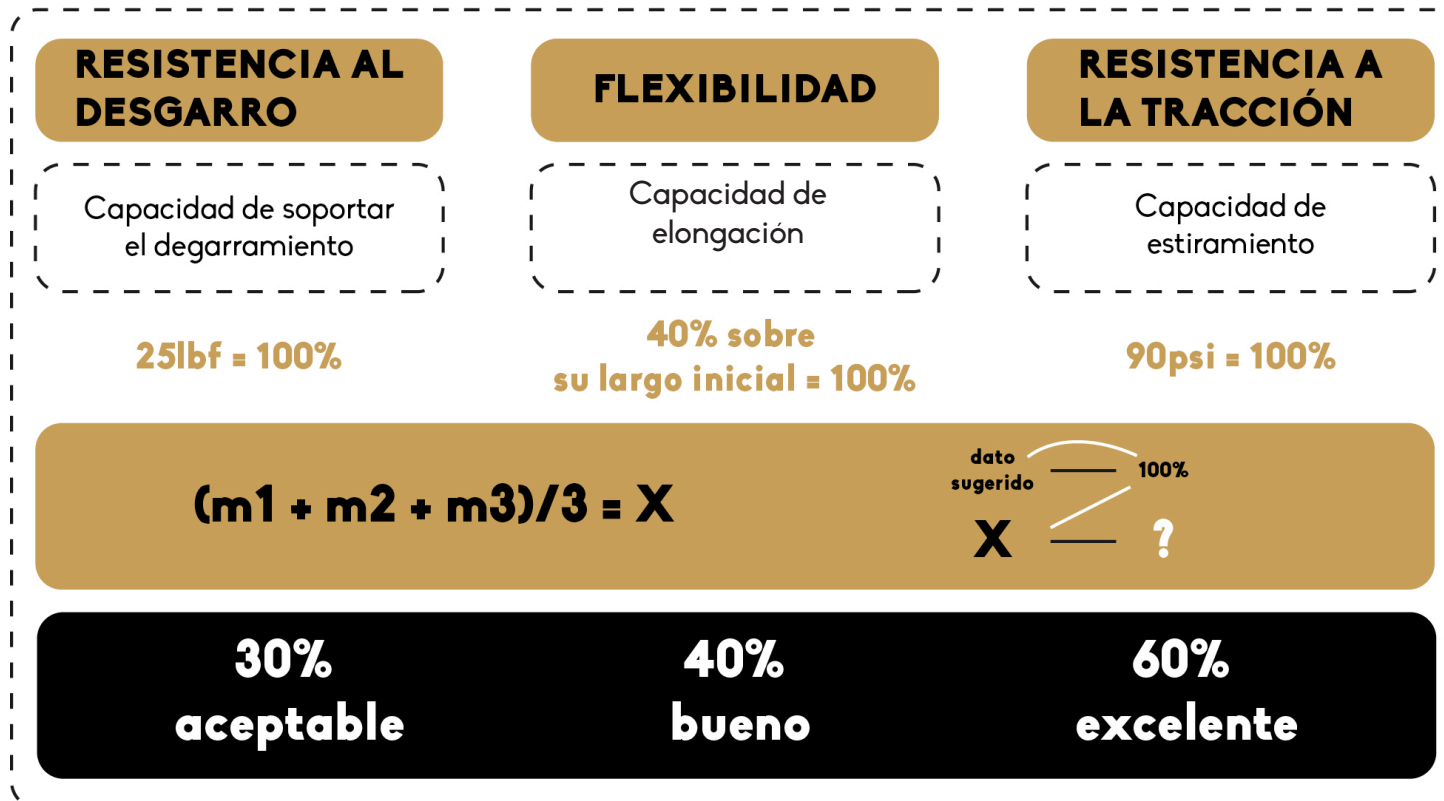 RESISTENCIA AL
DESGARRO
FLEXIBILIDAD
RESISTENCIA A
LA TRACCIÓN
Capacidad de soportar
el degarramiento
Capacidad de
elongación
Capacidad de
estiramiento
25lbf = 100%
40% sobre
su largo inicial = 100%
90psi = 100%
(m1 + m2 + m3)/3 = X
dato
sugerido
100%
X
?
30%
aceptable
40%
bueno
60%
excelente